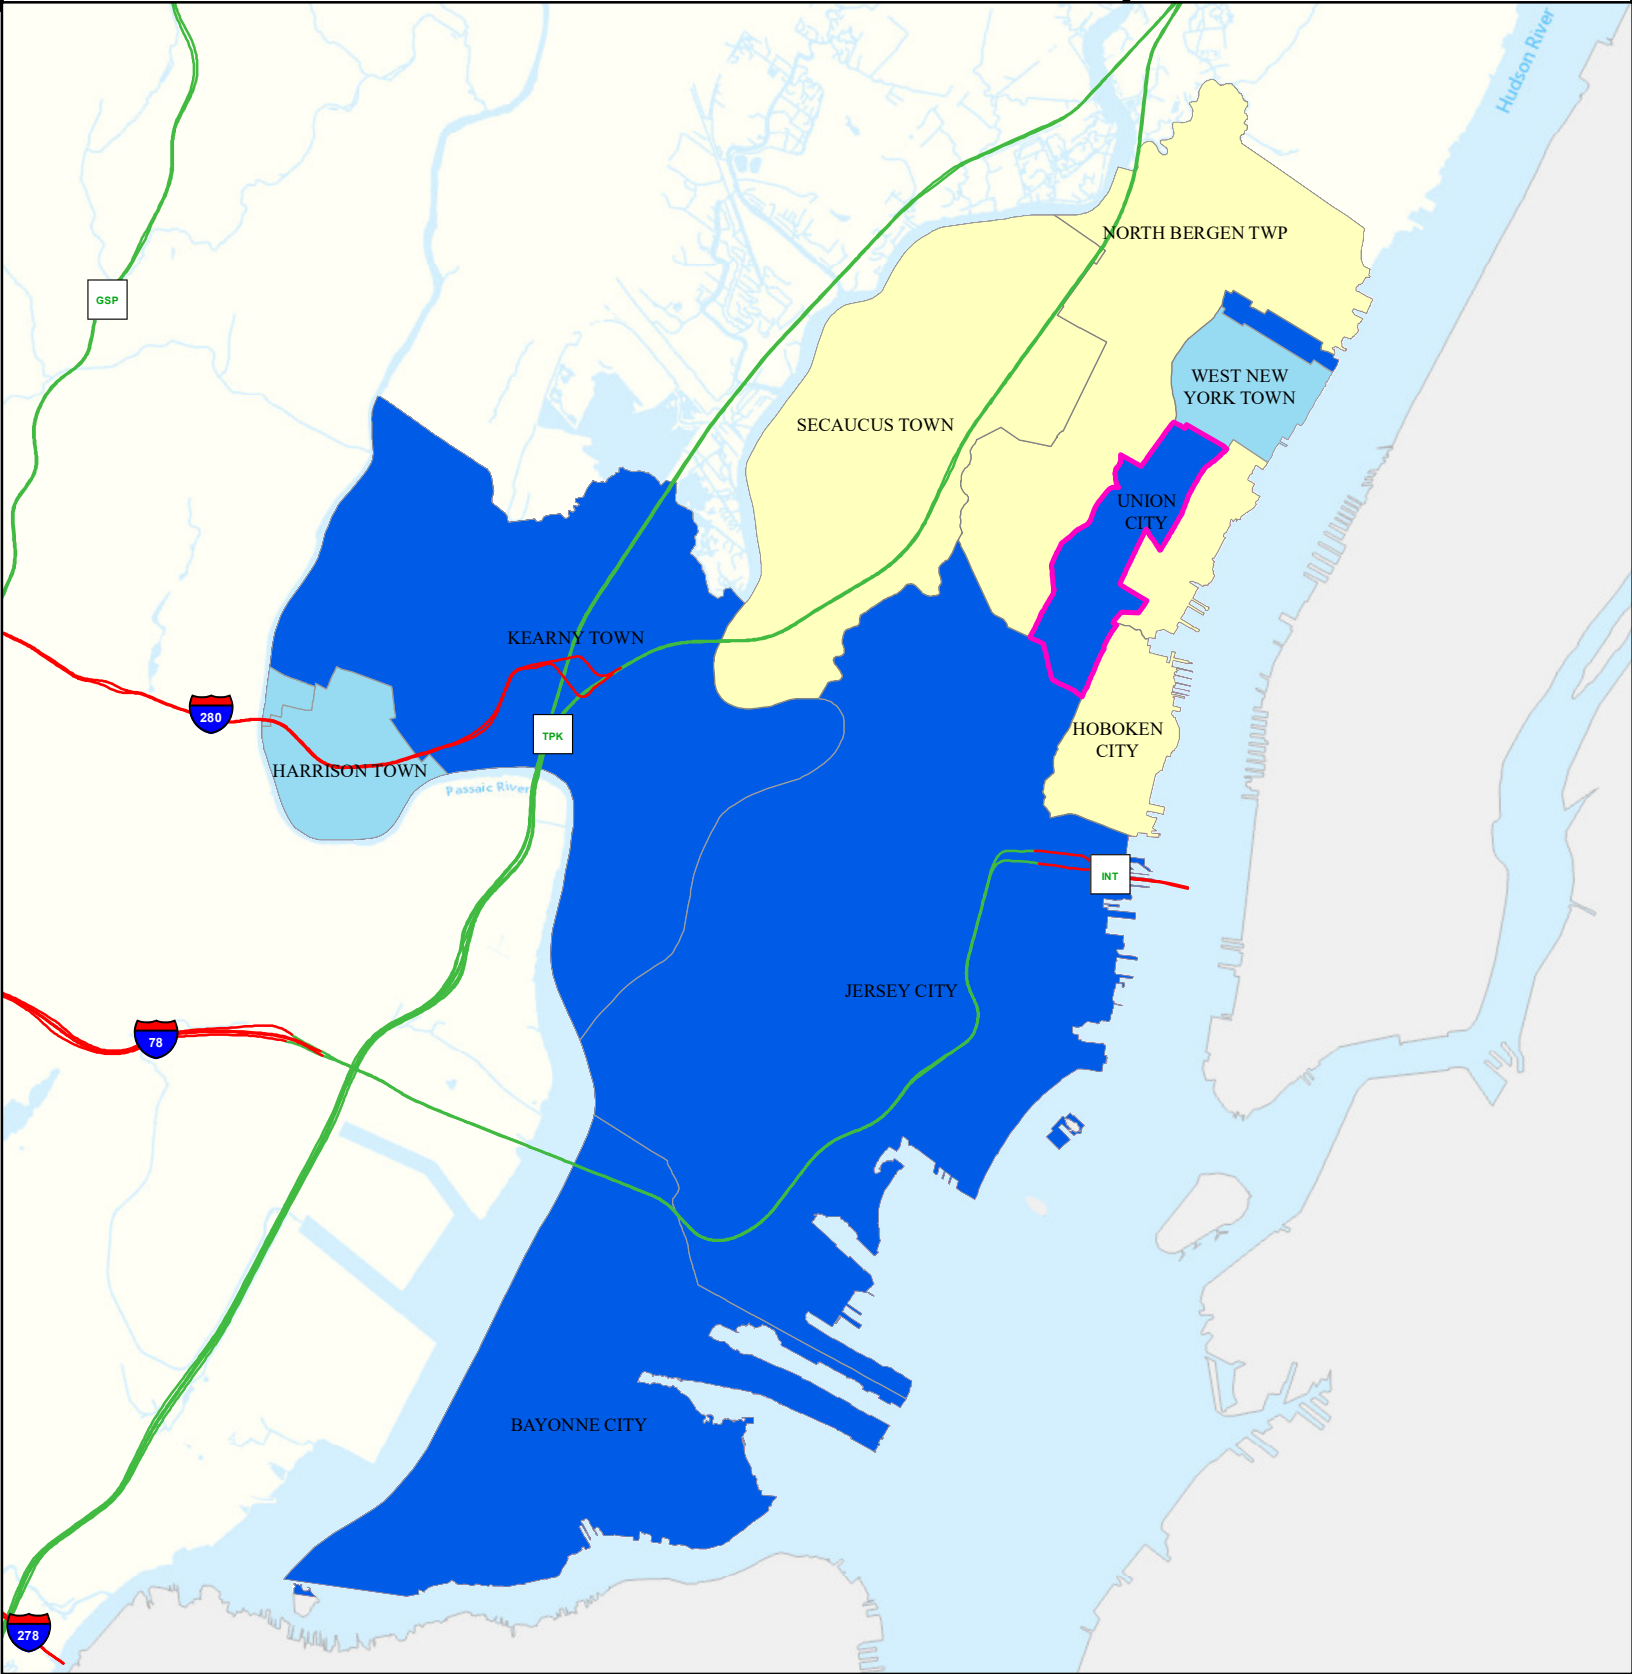 Hudson River
NORTH BERGEN TWP
GSP
WEST NEW
YORK TOWN
SECAUCUS TOWN
UNION
CITY
KEARNY TOWN
280
TPK
HOBOKEN
CITY
HARRISON TOWN
Passaic River
INT
JERSEY CITY
78
BAYONNE CITY
278